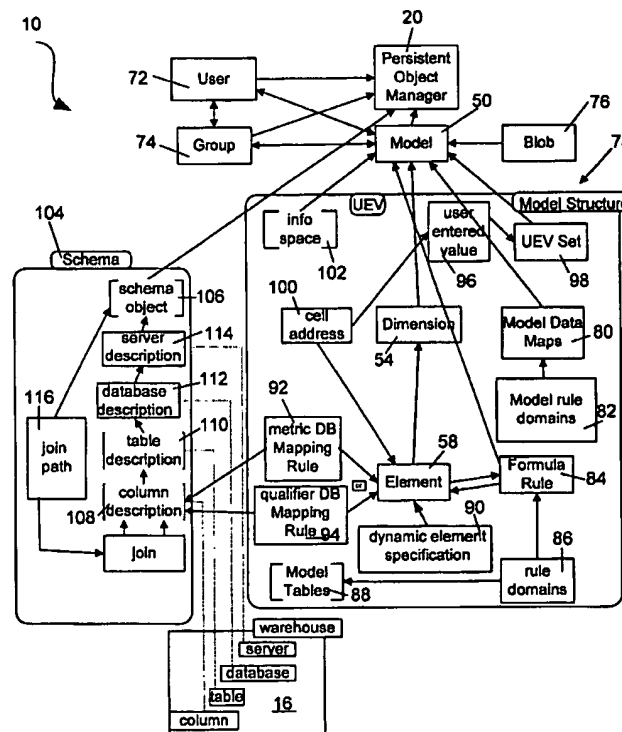 10
20
72
User
Persistent
Object
Manager
50
76
74
Group
Model
Blob
UEV
Model Structure
info
space
102
user
entered
value
96
UEV Set
98
104
Schema
schema
object
106
100
cell
address
Dimension
54
Model Data
Maps
80
server
description
114
database
description
112
Model rule
domains
82
116
join
path
table
description
110
92
metric DB
Mapping
Rule
58
Element
Formula
Rule
84
108
column
description
qualifier DB
Mapping
Rule
94
or
90
dynamic element
specification
join
Model
Tables
88
rule
domains
86
warehouse
server
database
table
16
column